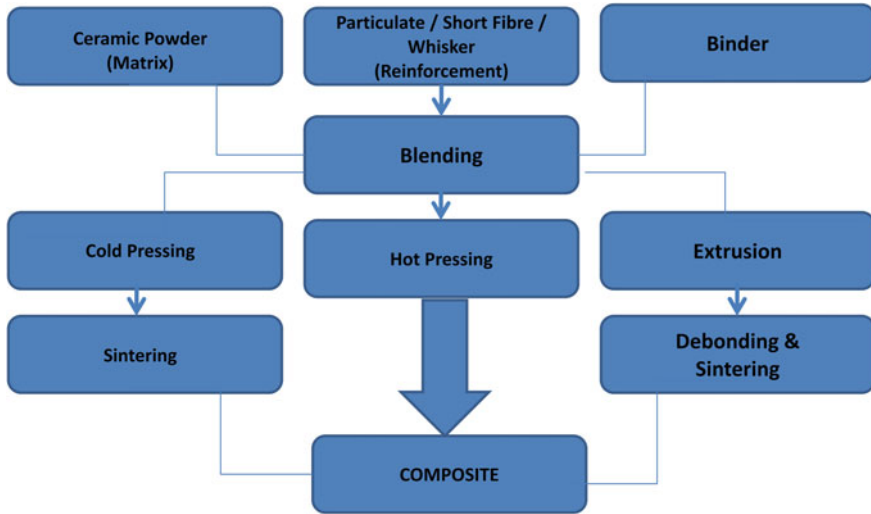 Ceramic Powder
(Matrix)
Particulate / Short Fibre /
Whisker
(Reinforcement)
Binder
Blending
Cold Pressing
Hot Pressing
Extrusion
Sintering
Debonding &
Sintering
COMPOSITE